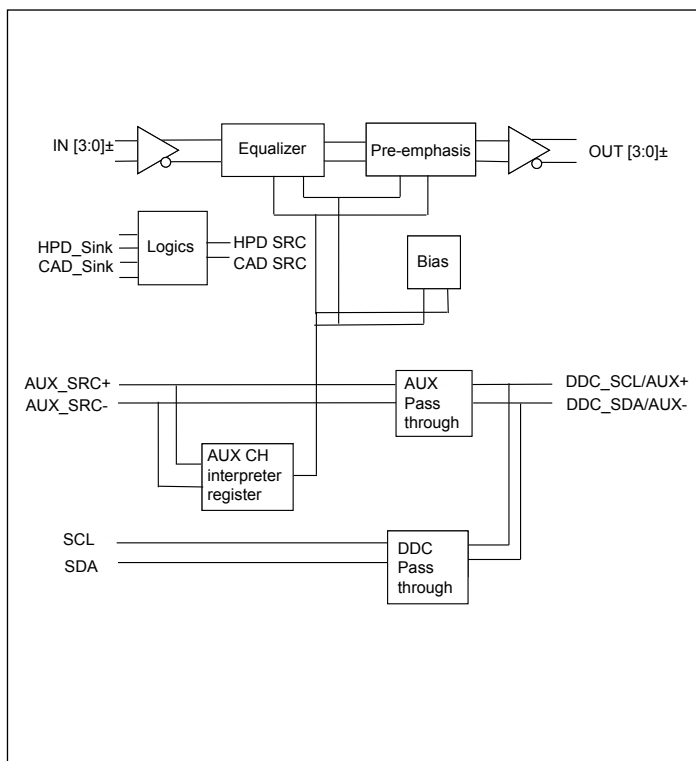 IN [3:0]±
Equalizer
Pre-emphasis
OUT [3:0]±
HPD_Sink
CAD_Sink
Logics
HPD SRC
CAD SRC
Bias
AUX_SRC+
AUX_SRC-
AUX
Pass
through
DDC_SCL/AUX+
DDC_SDA/AUX-
AUX CH
interpreter
register
SCL
SDA
DDC
Pass
through